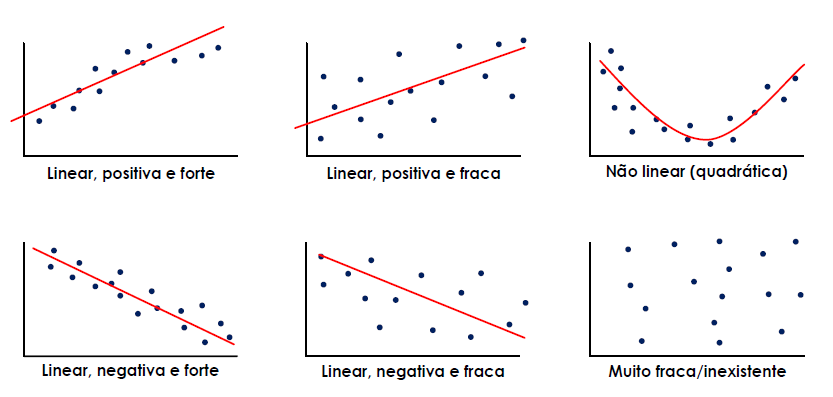 Linear, positiva e forte
Linear, positiva e fraca
Não linear (quadrática)
Linear, negativa e forte
Linear, negativa e fraca
Muito fraca/inexistente